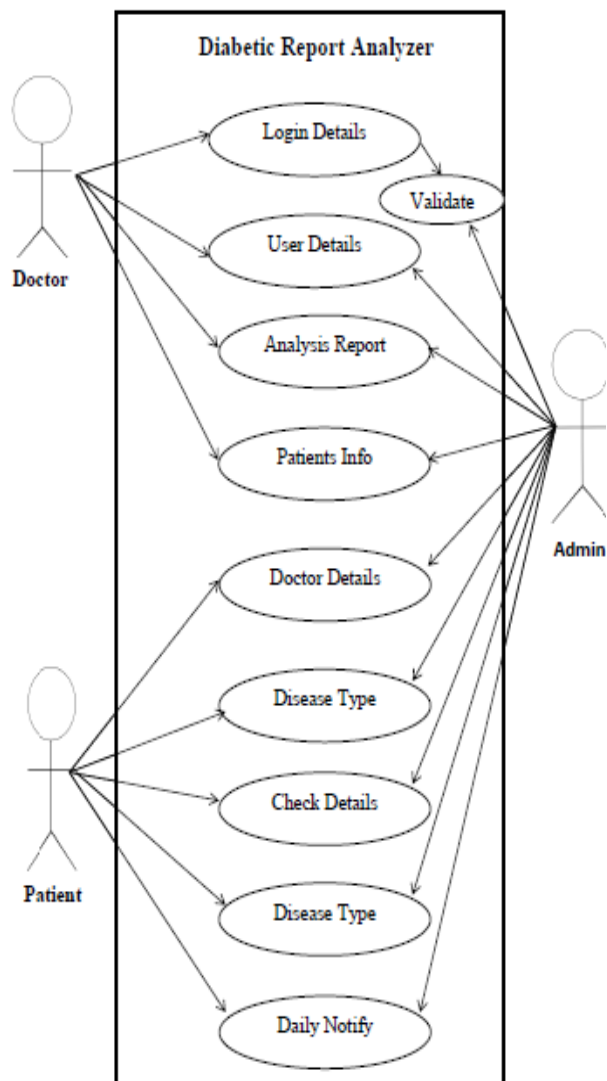 Diabetic Report Analyzer
Login Details
Validate
User Details
Doctor
Analysis Report
Patients Info
Admin
Doctor Details
Disease Type
Check Details
Patient
Disease Type
Daily Notify